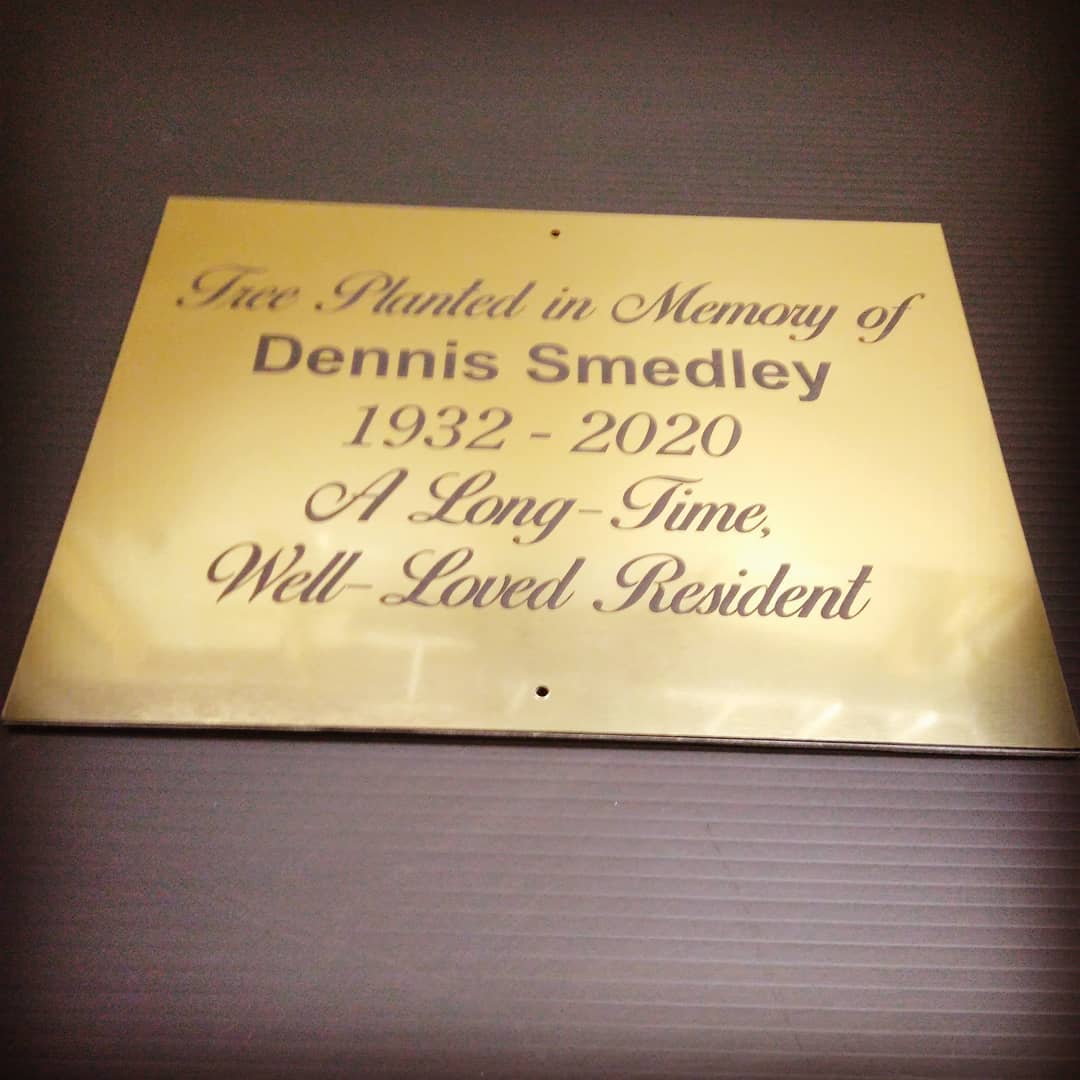 Tree Planted in Memory of
Dennis Smedley
1932 - 2020
A Long-Time,
Well-Loved Resident